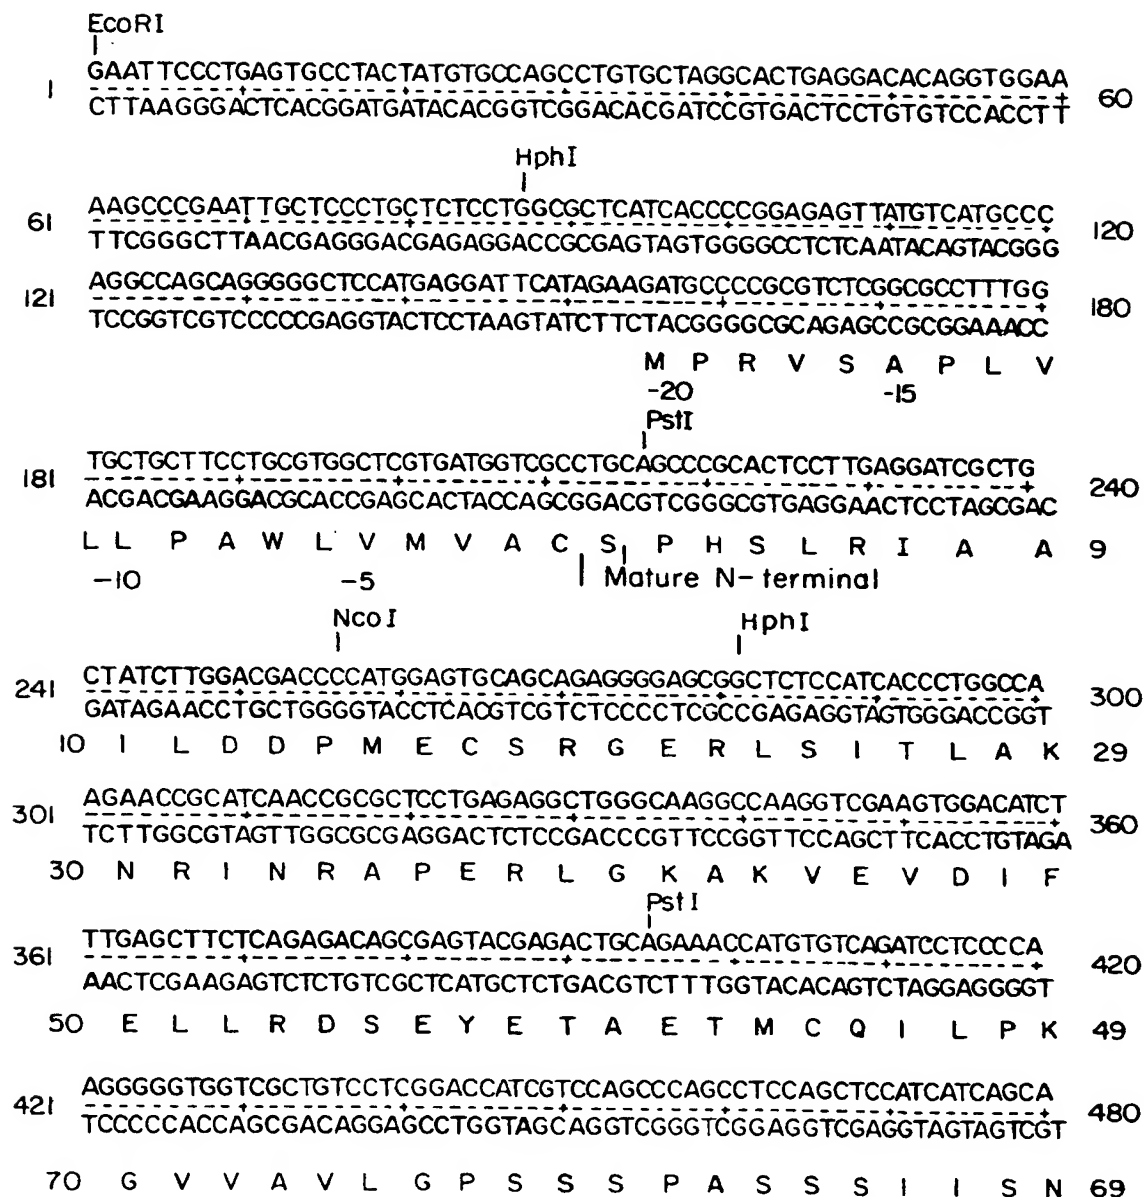 EcoRI
1 GAATTCCCTGAGTGCCTACTATGTGCCAGCCTGTGCTAGGCACTGAGGACACAGGTGGAA 60
CTTAAGGGACTCACGGATGATACACGGTCGGACACGATCCGTGACTCCTGTGTCCACCTT
HphI
61 AAGCCCGAATTGCTCCCTGCTCTCCTGGCGCTCATCACCCCGGAGAGTTATGTCATGCCC 120
TTCGGGCTTAACGAGGGACGAGAGGACCGCGAGTAGTGGGGCCTCTCAATACAGTACGGG
121 AGGCCAGCAGGGGGCTCCATGAGGATTCATAGAAGATGCCCCGCGTCTCGGCGCCTTTGG 180
TCCGGTCGTCCCCCGAGGTACTCCTAAGTATCTTCTACGGGGCGCAGAGCCGCGGAAACC
M P R V S A P L V
-20 -15
PstI
181 TGCTGCTTCCTGCGTGGCTCGTGATGGTCGCCTGCAGCCCGCACTCCTTGAGGATCGCTG 240
ACGACGAAGGACGCACCGAGCACTACCAGCGGACGTCGGGCGTGAGGAACTCCTAGCGAC
L L P A W L V M V A C S P H S L R I A A 9
-10 -5 Mature N-terminal
NcoI HphI
241 CTATCTTGGACGACCCCATGGAGTGCAGCAGAGGGGAGCGGCTCTCCATCACCCTGGCCA 300
GATAGAACCTGCTGGGGTACCTCACGTCGTCTCCCCTCGCCGAGAGGTAGTGGGACCGGT
10 I L D D P M E C S R G E R L S I T L A K 29
301 AGAACCGCATCAACCGCGCTCCTGAGAGGCTGGGCAAGGCCAAGGTCGAAGTGGACATCT 360
TCTTGGCGTAGTTGGCGCGAGGACTCTCCGACCCGTTCCGGTTCCAGCTTCACCTGTAGA
30 N R I N R A P E R L G K A K V E V D I F
PstI
361 TTGAGCTTCTCAGAGACAGCGAGTACGAGACTGCAGAAACCATGTGTCAGATCCTCCCCA 420
AACTCGAAGAGTCTCTGTCGCTCATGCTCTGACGTCTTTGGTACACAGTCTAGGAGGGGT
50 E L L R D S E Y E T A E T M C Q I L P K 49
421 AGGGGGTGGTCGCTGTCCTCGGACCATCGTCCAGCCCAGCCTCCAGCTCCATCATCAGCA 480
TCCCCCACCAGCGACAGGAGCCTGGTAGCAGGTCGGGTCGGAGGTCGAGGTAGTAGTCGT
70 G V V A V L G P S S S P A S S S I I S N 69